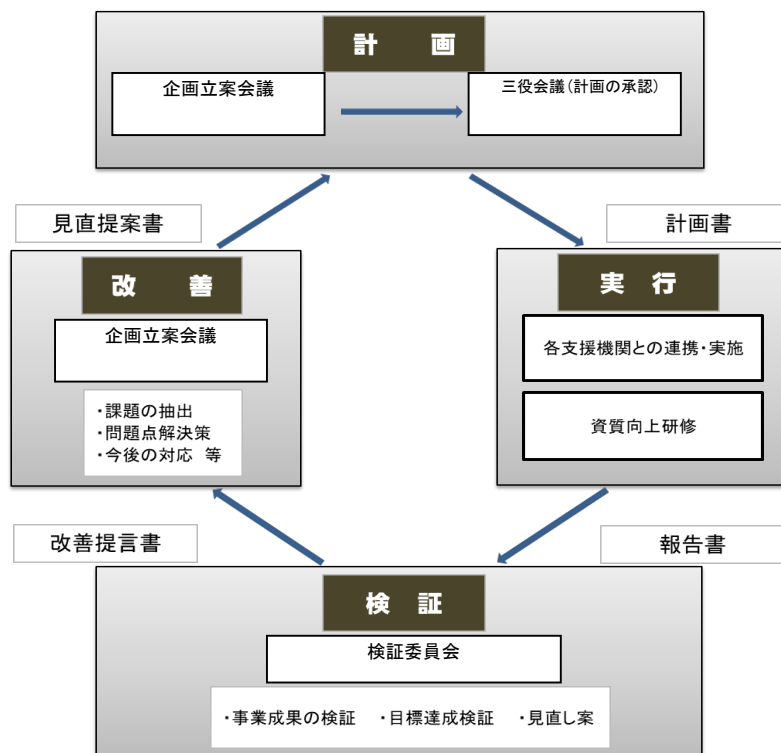 計　画
企画立案会議
三役会議(計画の承認)
見直提案書
計画書
改　善
企画立案会議
・課題の抽出
・問題点解決策
・今後の対応　等
実　行
各支援機関との連携・実施
資質向上研修
改善提言書
報告書
検　証
検証委員会
・事業成果の検証　・目標達成検証　・見直し案